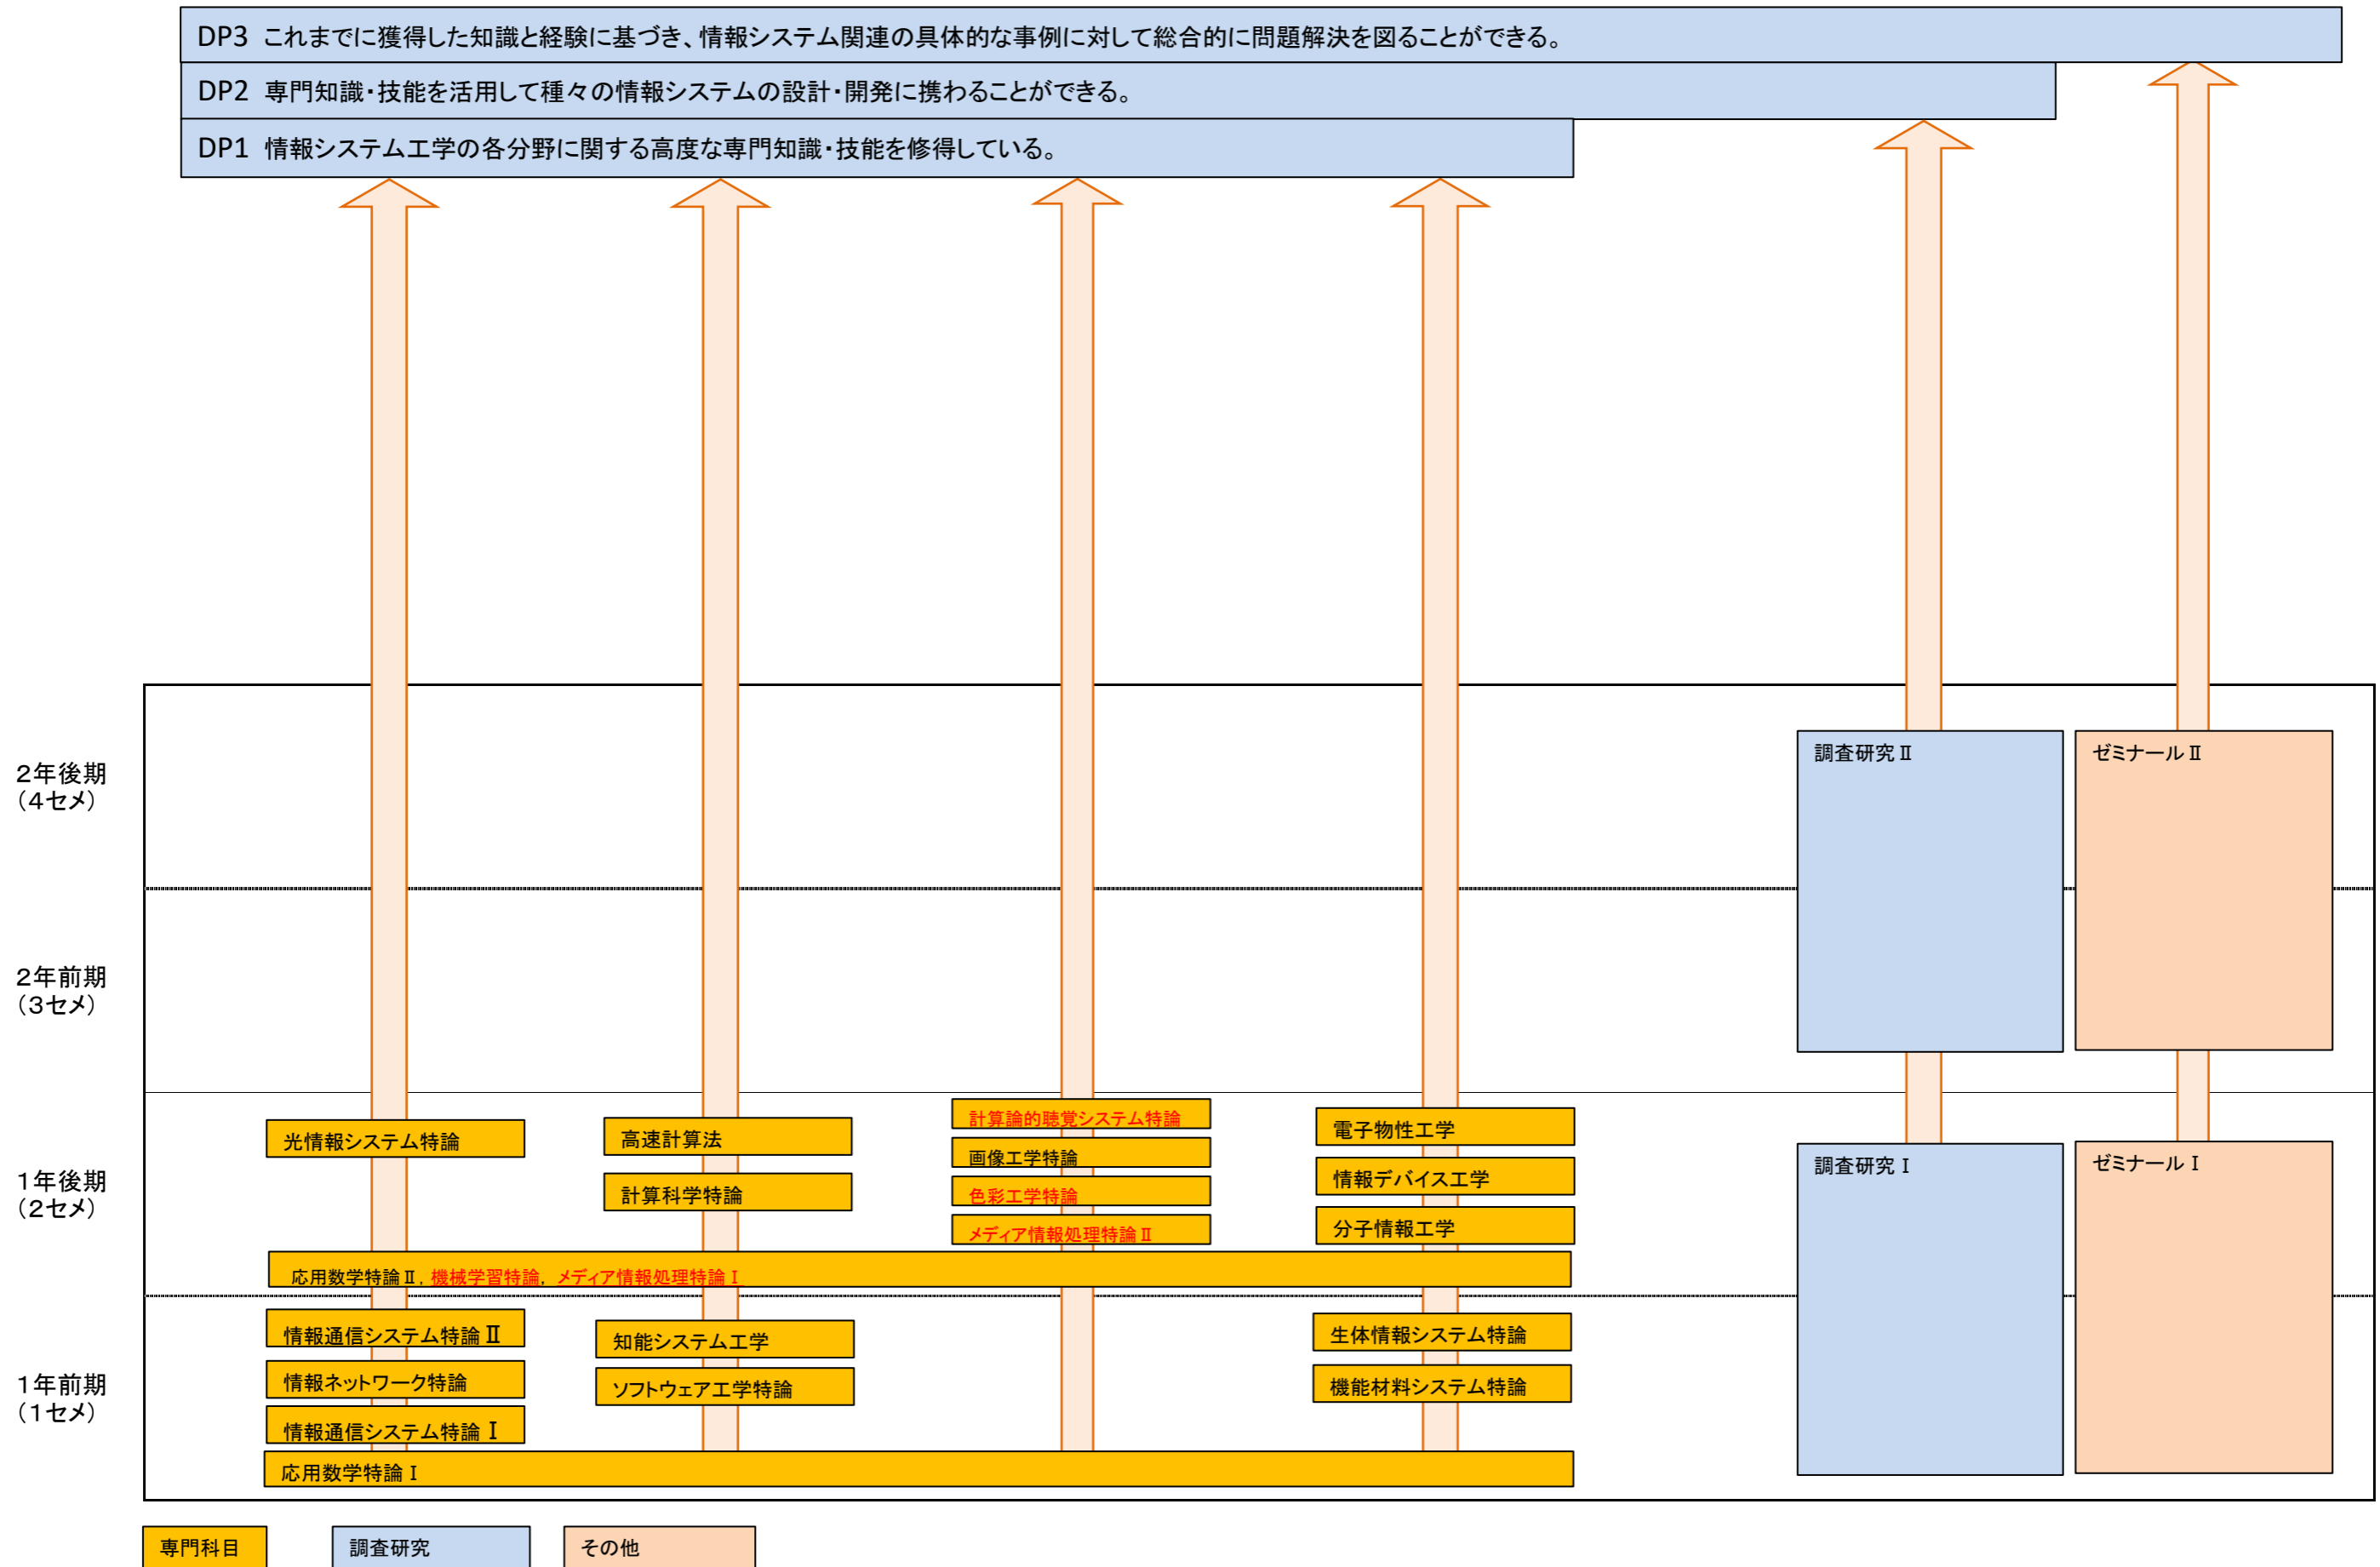 DP3 これまでに獲得した知識と経験に基づき、情報システム関連の具体的な事例に対して総合的に問題解決を図ることができる。
DP2 専門知識・技能を活用して種々の情報システムの設計・開発に携わることができる。
DP1 情報システム工学の各分野に関する高度な専門知識・技能を修得している。
2年後期
（4セメ）
調査研究Ⅱ
ゼミナールⅡ
2年前期
（3セメ）
1年後期
（2セメ）
光情報システム特論
高速計算法
計算科学特論
計算論的聴覚システム特論
画像工学特論
色彩工学特論
メディア情報処理特論Ⅱ
電子物性工学
情報デバイス工学
分子情報工学
調査研究Ⅰ
ゼミナールⅠ
応用数学特論Ⅱ, 機械学習特論, メディア情報処理特論Ⅰ
1年前期
（1セメ）
情報通信システム特論Ⅱ
情報ネットワーク特論
情報通信システム特論Ⅰ
知能システム工学
ソフトウェア工学特論
生体情報システム特論
機能材料システム特論
応用数学特論Ⅰ
専門科目
調査研究
その他